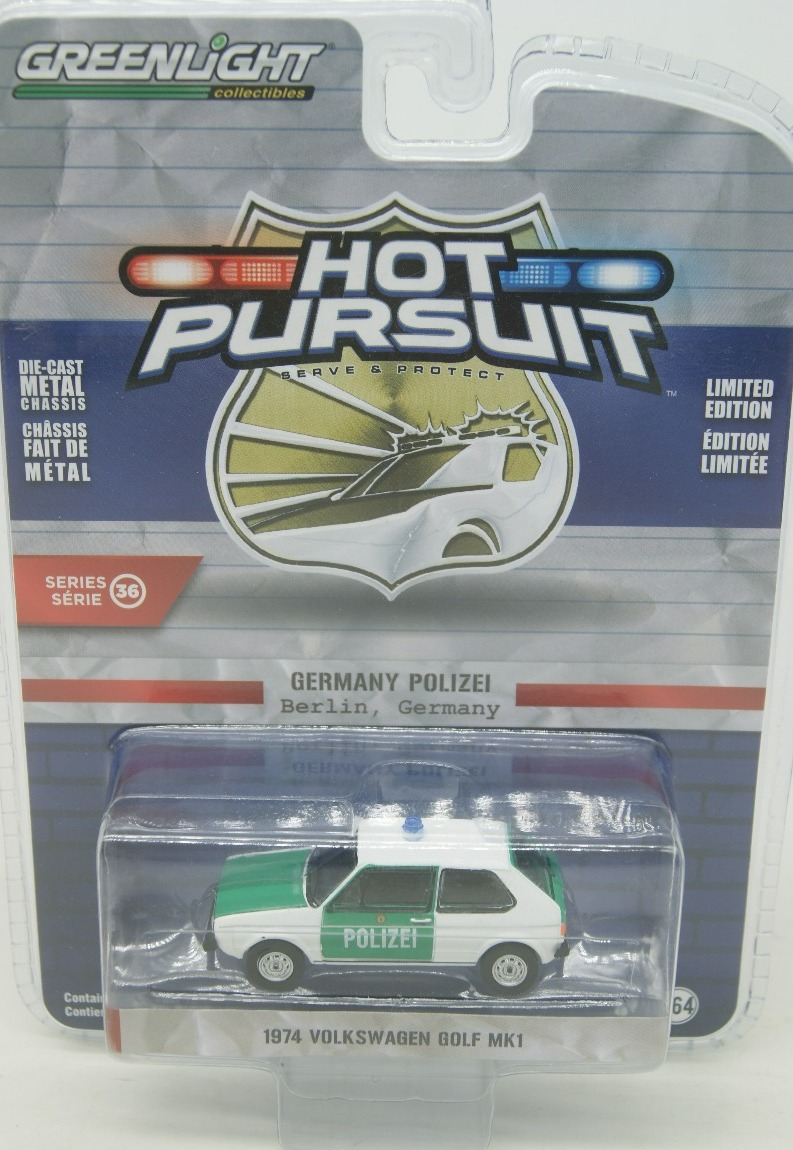 GREENLIGHT
collectibles
HOT
PURSUIT
SERVE & PROTECT
™
DIE-CAST
METAL
CHASSIS
CHÂSSIS
FAIT DE
MÉTAL
LIMITED
EDITION
ÉDITION
LIMITÉE
SERIES
SÉRIE
36
GERMANY POLIZEI
Berlin, Germany
POLIZEI
64
1974 VOLKSWAGEN GOLF MK1